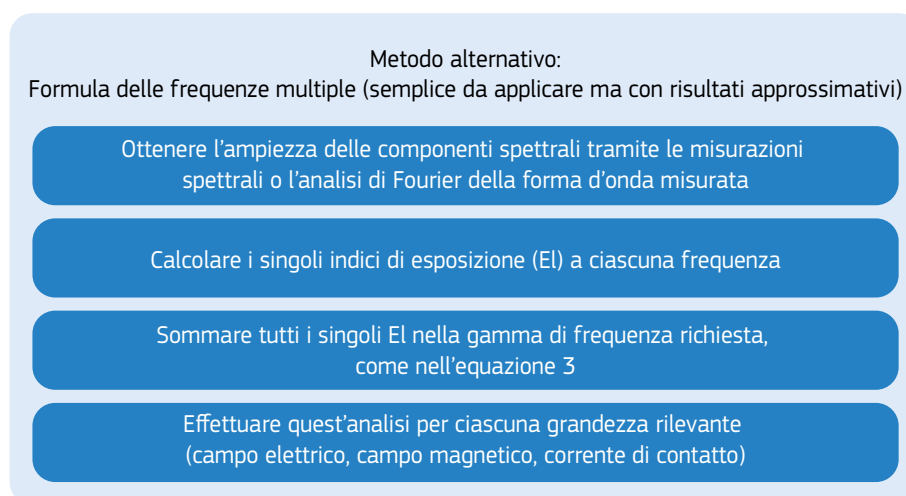 Metodo alternativo:
Formula delle frequenze multiple (semplice da applicare ma con risultati approssimativi)
Ottenere l'ampiezza delle componenti spettrali tramite le misurazioni
spettrali o l'analisi di Fourier della forma d'onda misurata
Calcolare i singoli indici di esposizione (El) a ciascuna frequenza
Sommare tutti i singoli El nella gamma di frequenza richiesta,
come nell'equazione 3
Effettuare quest'analisi per ciascuna grandezza rilevante
(campo elettrico, campo magnetico, corrente di contatto)